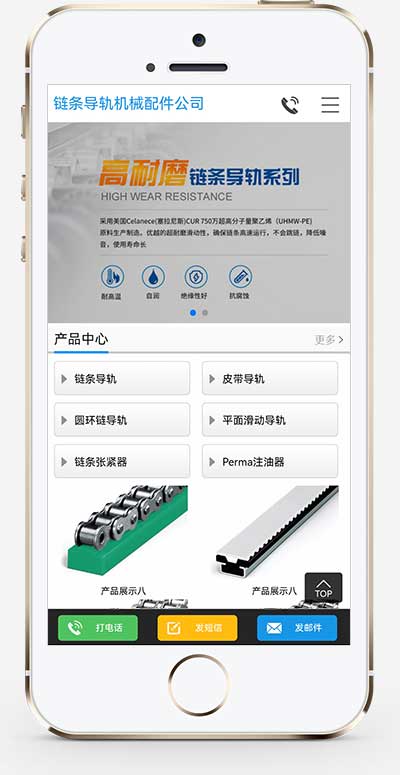 链条导轨机械配件公司
高耐磨链条导轨系列
HIGH WEAR RESISTANCE
采用美国Celanece(塞拉尼斯)CUR 750万超高分子量聚乙烯（UHMW-PE)
原料生产制造。优越的超耐磨滑动性，确保链条高速运行，不会跳链，降低噪
音，使用寿命长
耐高温 自润 绝缘性好 抗腐蚀
产品中心 更多
链条导轨 皮带导轨
圆环链导轨 平面滑动导轨
链条张紧器 Perma注油器
产品展示八 产品展示八
TOP
打电话 发短信 发邮件